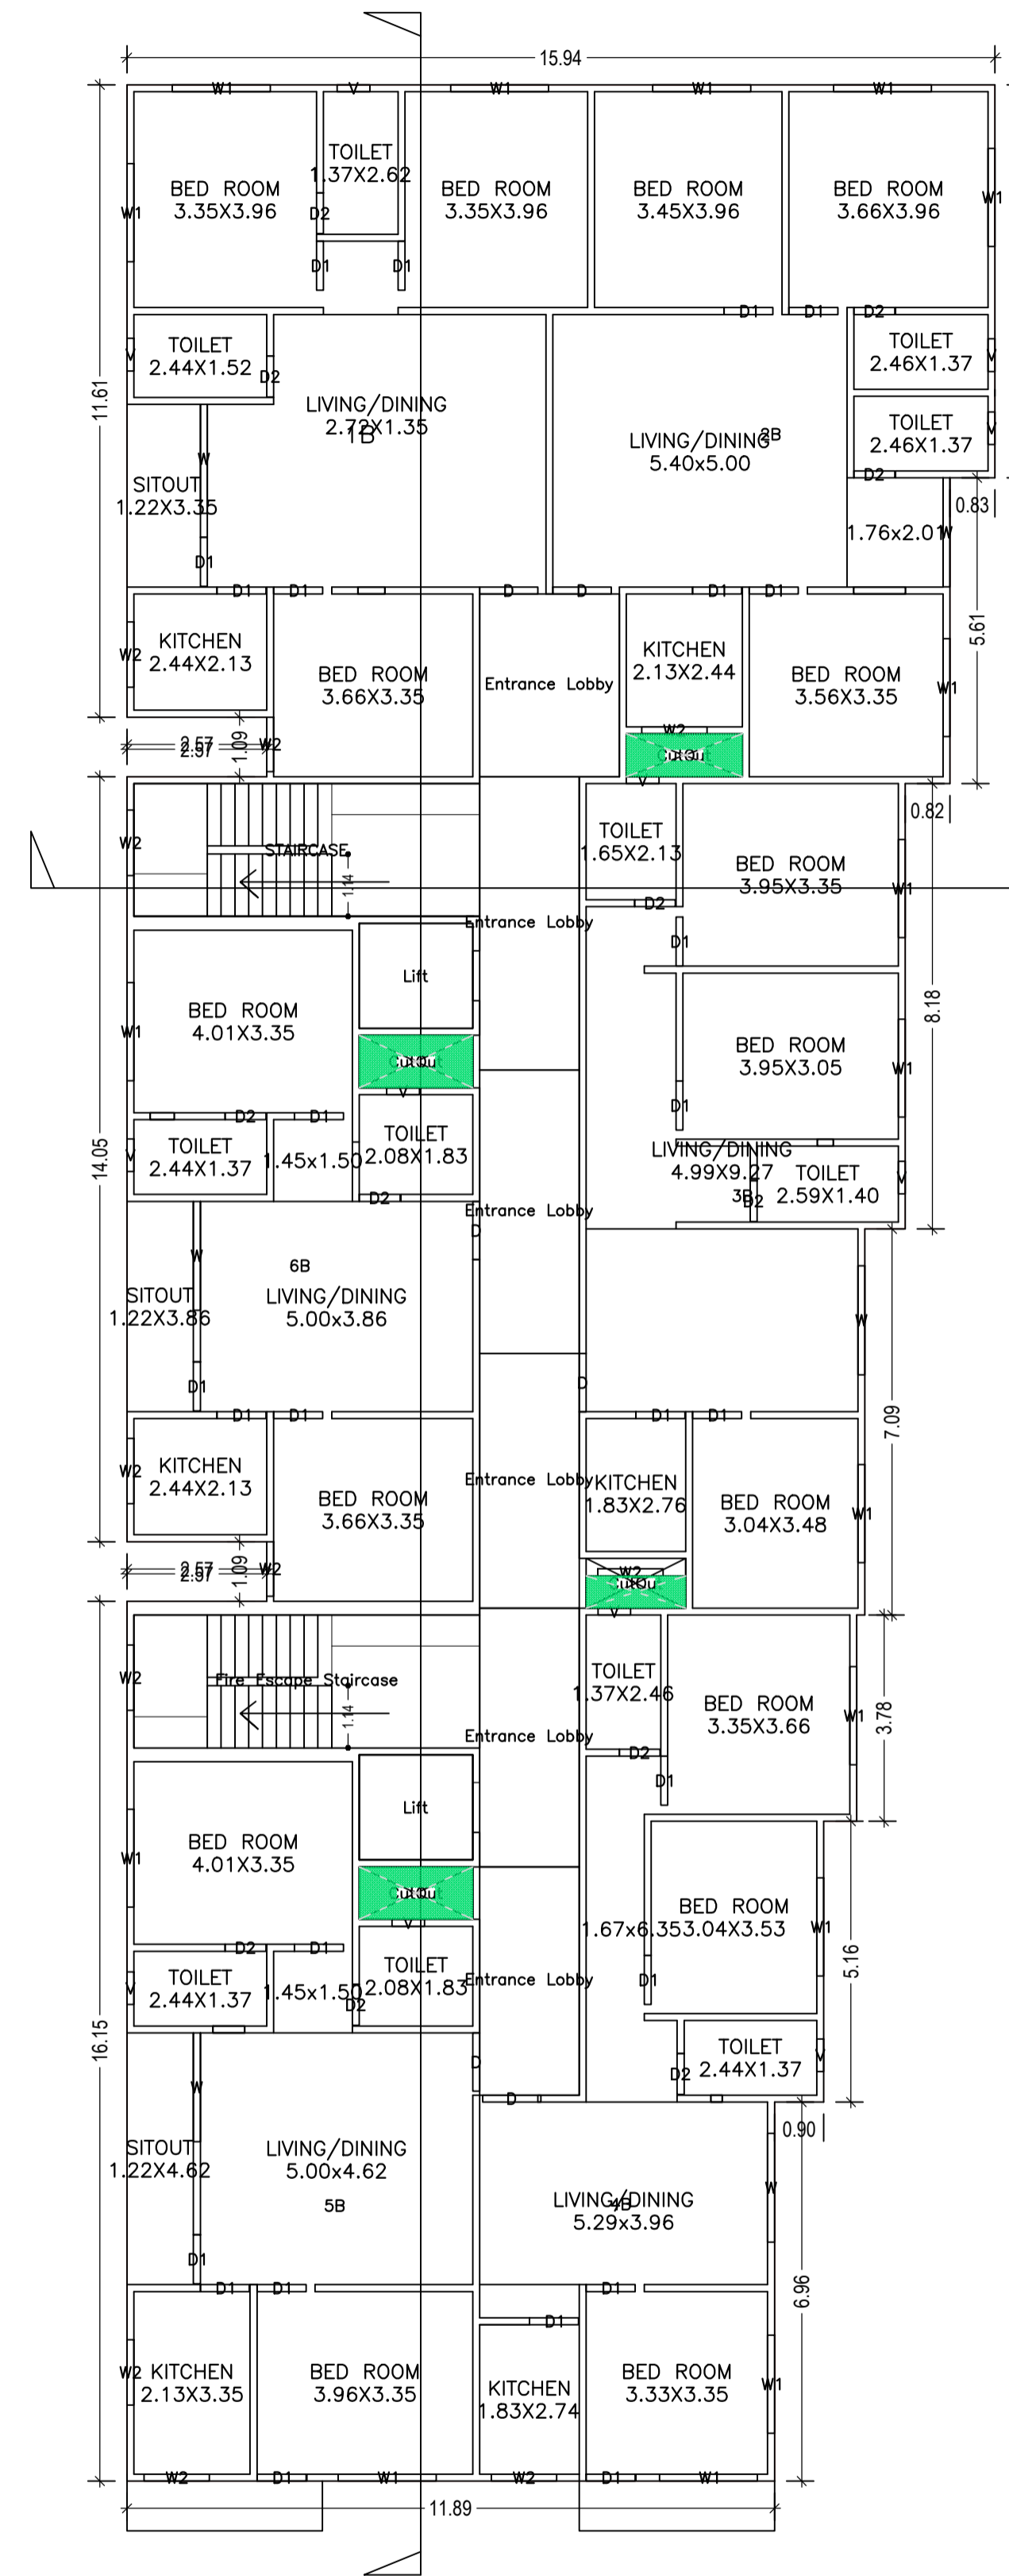 15.94
W1
V
W1
W1
W1
TOILET
1.37X2.62
BED ROOM
3.35X3.96
BED ROOM
3.35X3.96
BED ROOM
3.45X3.96
BED ROOM
3.66X3.96
W1
D2
W1
D1
D1
D1
D1
D2
TOILET
2.44X1.52
V
D2
TOILET
2.46X1.37
V
11.61
LIVING/DINING
2.72X1.35
1B
LIVING/DINING
5.40x5.00
2B
TOILET
2.46X1.37
V
D2
W
SITOUT
1.22X3.35
D1
0.83
1.76x2.01
W
D1
D1
D
D
D1
D1
KITCHEN
2.44X2.13
W2
BED ROOM
3.66X3.35
Entrance Lobby
KITCHEN
2.13X2.44
BED ROOM
3.56X3.35
W1
5.61
2.57
2.57
1.09
W2
W2
CutOut
V
0.82
W2
STAIRCASE
1.14
TOILET
1.65X2.13
BED ROOM
3.95X3.35
W1
D2
Entrance Lobby
D1
Lift
BED ROOM
4.01X3.35
W1
CutOut
V
BED ROOM
3.95X3.05
W1
8.18
D1
D2
D1
TOILET
2.44X1.37
V
1.45x1.50
TOILET
2.08X1.83
D2
14.05
LIVING/DINING
4.99X9.27
3B
D2
TOILET
2.59X1.40
V
Entrance Lobby
D
W
6B
SITOUT
1.22X3.86
LIVING/DINING
5.00x3.86
W
D1
D
D1
D1
D1
D1
7.09
KITCHEN
2.44X2.13
W2
BED ROOM
3.66X3.35
Entrance Lobby
KITCHEN
1.83X2.76
BED ROOM
3.04X3.48
W1
2.57
2.57
1.09
W2
W2
CutOut
V
W2
Fire Escape Staircase
1.14
TOILET
1.37X2.46
BED ROOM
3.35X3.66
W1
3.78
Entrance Lobby
D2
D1
Lift
BED ROOM
4.01X3.35
W1
CutOut
V
1.67x6.35
BED ROOM
3.04X3.53
W1
5.16
D2
D1
TOILET
2.44X1.37
V
1.45x1.50
D2
TOILET
2.08X1.83
Entrance Lobby
D1
16.15
D
TOILET
2.44X1.37
V
D2
D
W
0.90
SITOUT
1.22X4.62
LIVING/DINING
5.00x4.62
5B
LIVING/DINING
5.29x3.96
4B
W
D1
D1
D1
D1
6.96
D1
W2
KITCHEN
2.13X3.35
BED ROOM
3.96X3.35
KITCHEN
1.83X2.74
BED ROOM
3.33X3.35
W1
W2
D1
W1
W2
D1
W1
11.89